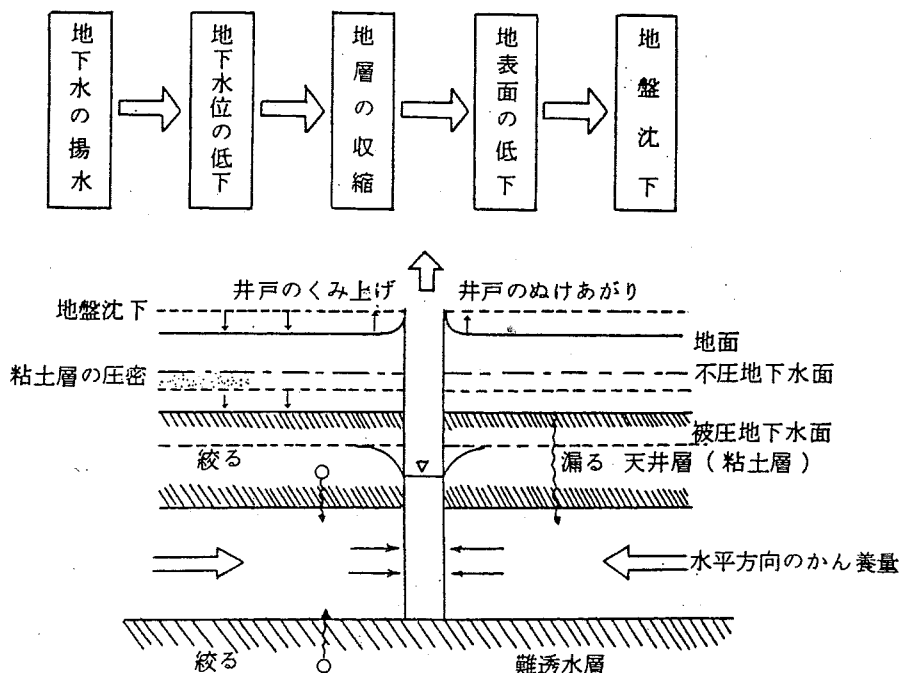 地下水の揚水
地下水位の低下
地層の収縮
地表面の低下
地盤沈下
井戸のくみ上げ
井戸のぬけあがり
地盤沈下
地面
粘土層の圧密
不圧地下水面
被圧地下水面
絞る
漏る 天井層(粘土層)
水平方向のかん養量
絞る
難透水層